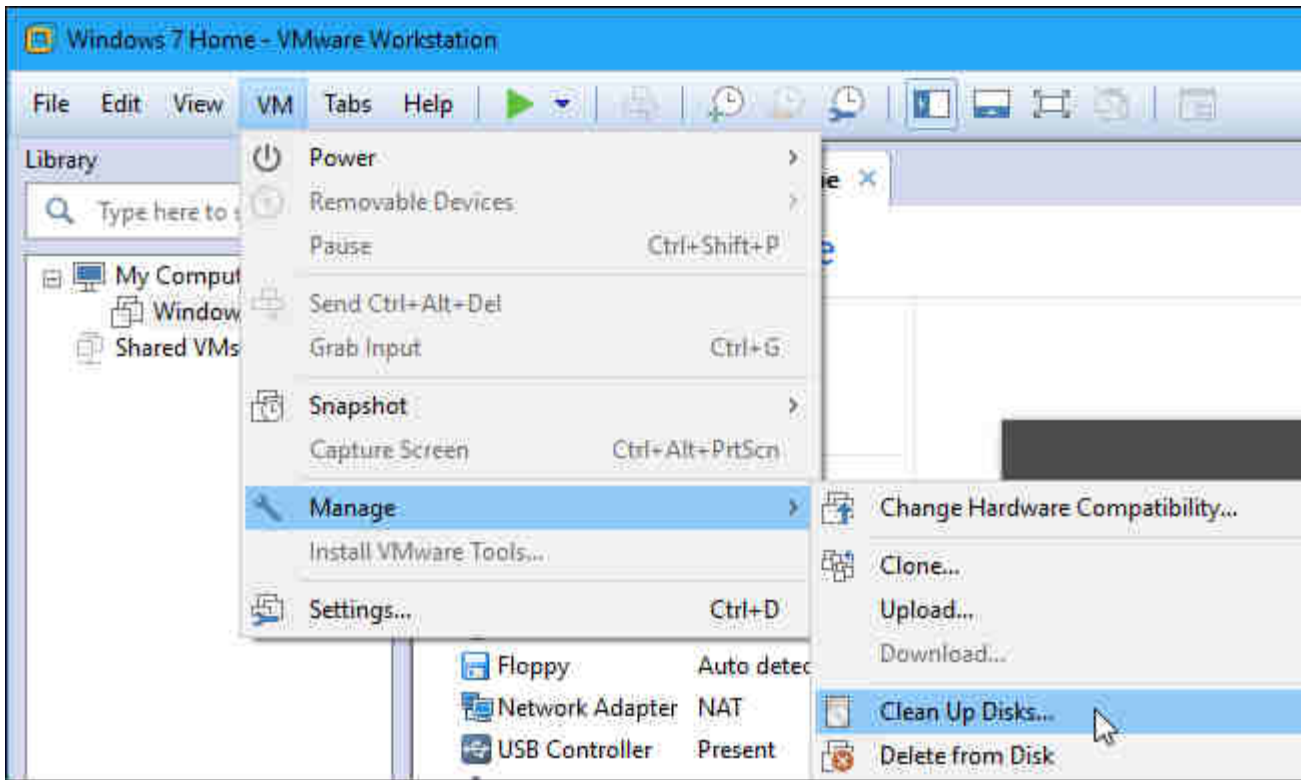 Windows 7 Home - VMware Workstation
File Edit View VM Tabs Help
Library
Type here to
My Comput
Window
Shared VMs
Power
Removable Devices
Pause Ctrl+Shift+P
Send Ctrl+Alt+Del
Grab Input Ctrl+G
Snapshot
Capture Screen Ctrl+Alt+PrtScn
Manage
Install VMware Tools...
Settings... Ctrl+D
Change Hardware Compatibility...
Clone...
Upload...
Download...
Clean Up Disks...
Delete from Disk
Floppy Auto detec
Network Adapter NAT
USB Controller Present